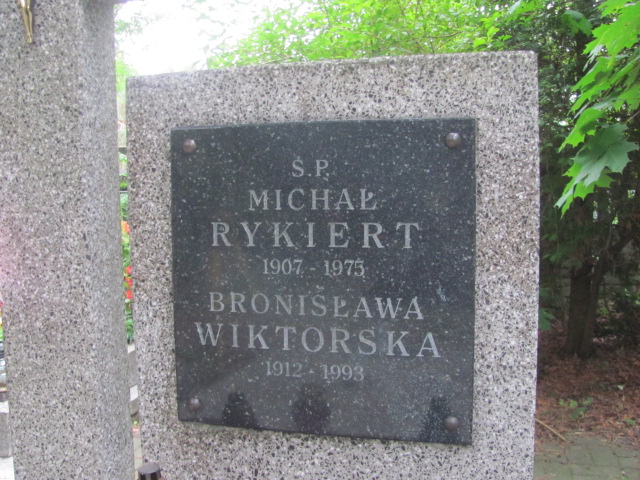 Ś.P.
MICHAŁ
RYKIERT
1907 - 1975
BRONISŁAWA
WIKTORSKA
1912 - 1993